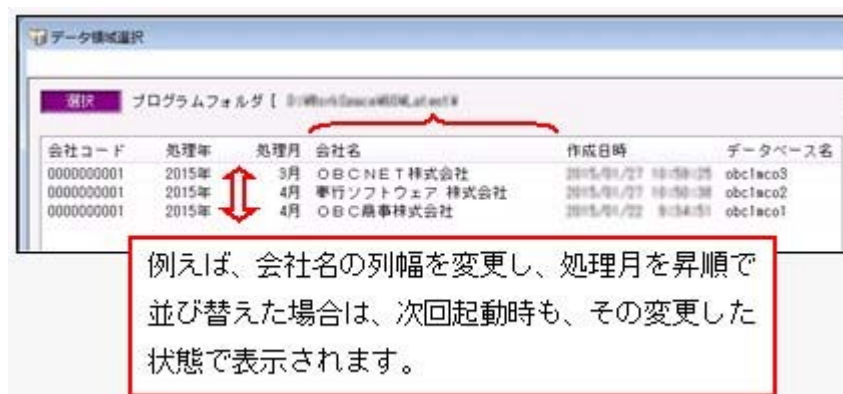 データ領域選択
選択 プログラムフォルダ【
会社コード 処理年 処理月 会社名 作成日時 データベース名
0000000001 2015年 3月 OBCNET株式会社 obc1mco3
0000000001 2015年 4月 奉行ソフトウェア 株式会社 obc1mco2
0000000001 2015年 4月 OBC商事株式会社 obc1mco1
例えば、会社名の列幅を変更し、処理月を昇順で
並び替えた場合は、次回起動時も、その変更した
状態で表示されます。